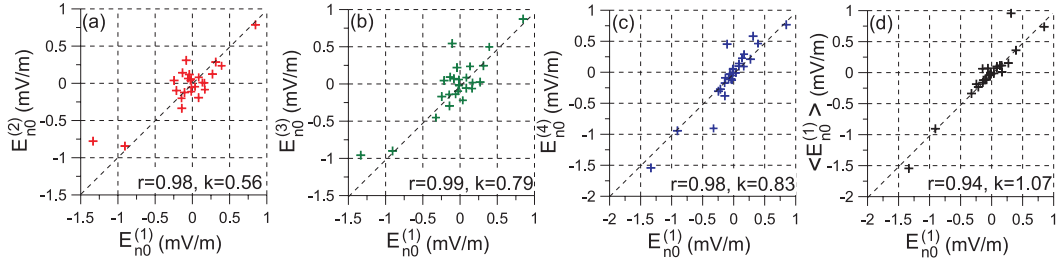 (a)
E_{n0}^{(2)} (mV/m)
1
0.5
0
-0.5
-1
-1.5
r=0.98, k=0.56
-1.5 -1 -0.5 0 0.5 1
E_{n0}^{(1)} (mV/m)
(b)
E_{n0}^{(3)} (mV/m)
1
0.5
0
-0.5
-1
-1.5
r=0.99, k=0.79
-1.5 -1 -0.5 0 0.5 1
E_{n0}^{(1)} (mV/m)
(c)
E_{n0}^{(4)} (mV/m)
1
0.5
0
-0.5
-1
-1.5
-2
r=0.98, k=0.83
-2 -1.5 -1 -0.5 0 0.5 1
E_{n0}^{(1)} (mV/m)
(d)
<E_{n0}^{(1)}> (mV/m)
1
0.5
0
-0.5
-1
-1.5
-2
r=0.94, k=1.07
-2 -1.5 -1 -0.5 0 0.5 1
E_{n0}^{(1)} (mV/m)